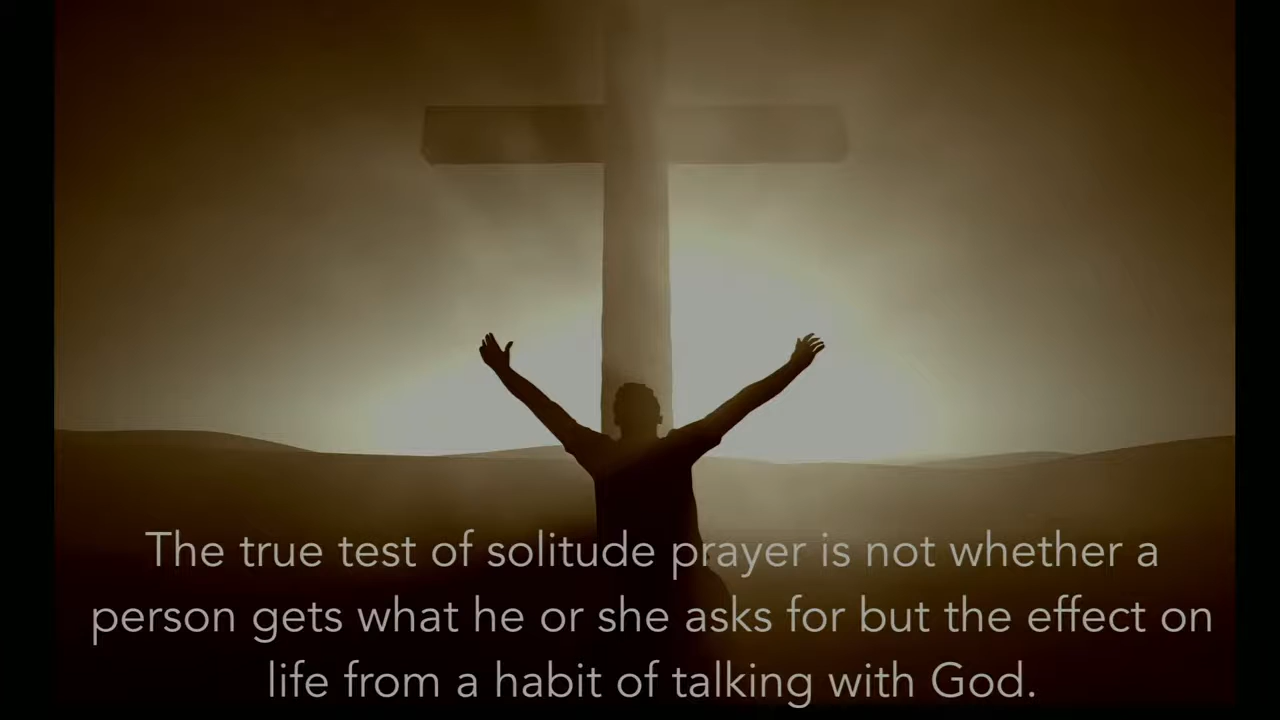 The true test of solitude prayer is not whether a
person gets what he or she asks for but the effect on
life from a habit of talking with God.